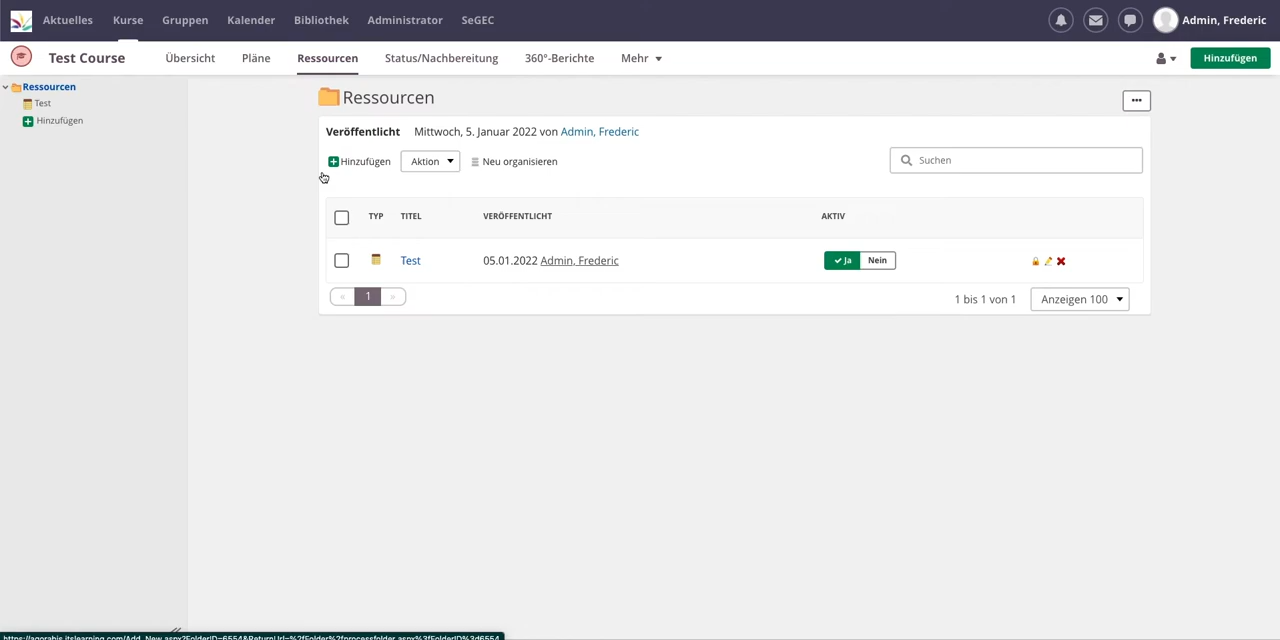 Aktuelles Kurse Gruppen Kalender Bibliothek Administrator SeGEC Admin, Frederic
Test Course Übersicht Pläne Ressourcen Status/Nachbereitung 360°-Berichte Mehr Hinzufügen
Ressourcen
Test
Hinzufügen
Ressourcen
Veröffentlicht Mittwoch, 5. Januar 2022 von Admin, Frederic
Hinzufügen Aktion Neu organisieren Suchen
TYP TITEL VERÖFFENTLICHT AKTIV
Test 05.01.2022 Admin, Frederic Ja Nein
« 1 » 1 bis 1 von 1 Anzeigen 100